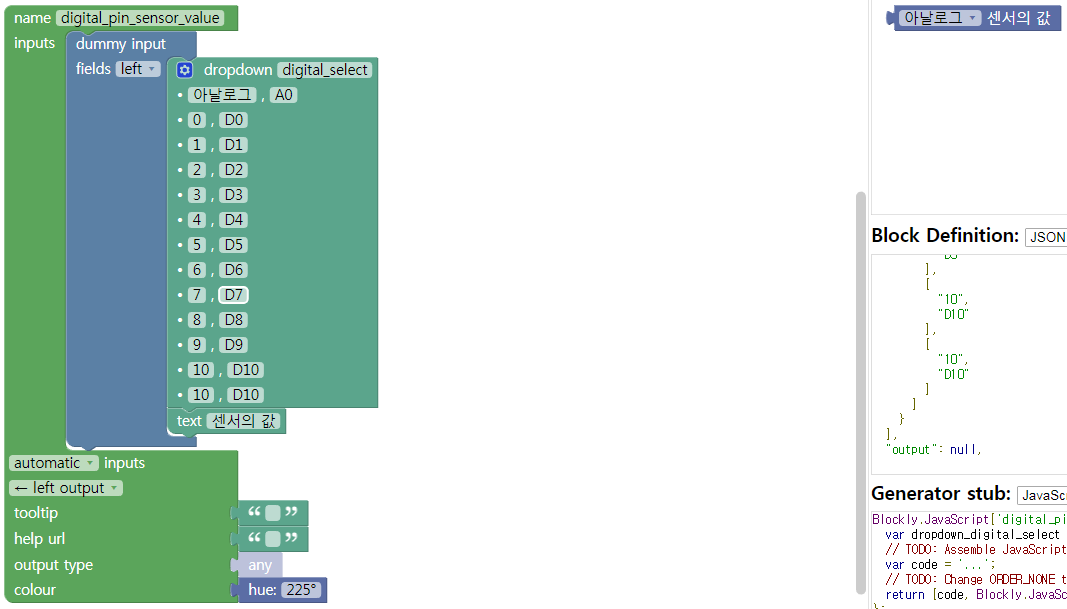 name digital_pin_sensor_value
inputs dummy input
fields left dropdown digital_select
• 아날로그 , A0
• 0 , D0
• 1 , D1
• 2 , D2
• 3 , D3
• 4 , D4
• 5 , D5
• 6 , D6
• 7 , D7
• 8 , D8
• 9 , D9
• 10 , D10
• 10 , D10
text 센서의 값
automatic inputs
← left output
tooltip “ ”
help url “ ”
output type any
colour hue: 225°
아날로그 센서의 값
Block Definition: JSON
],
[
"10",
"D10"
],
[
"10",
"D10"
]
]
}
],
"output": null,
Generator stub: JavaSc
Blockly.JavaScript['digital_pi
var dropdown_digital_select
// TODO: Assemble JavaScript
var code = '...';
// TODO: Change ORDER_NONE t
return [code, Blockly.JavaSc
};